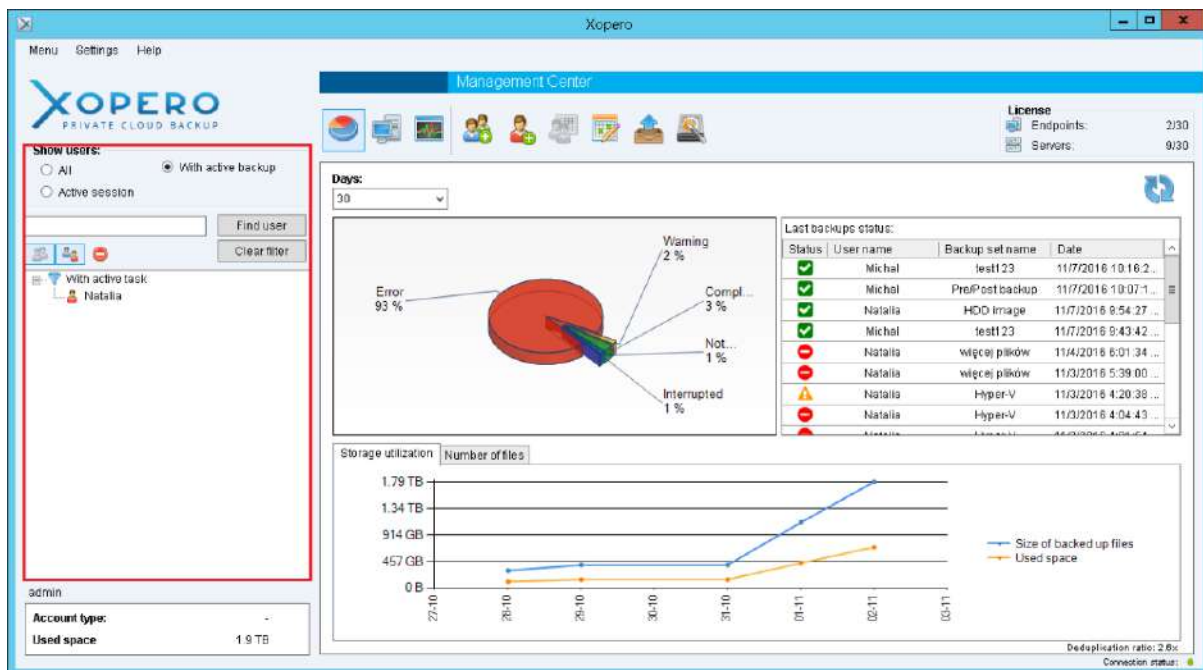 Xopero
Menu Settings Help
XOPERO
PRIVATE CLOUD BACKUP
Management Center
License
Endpoints: 2/30
Servers: 9/30
Show users:
All
With active backup
Active session
Find user
Clear filter
With active task
Natalia
admin
Account type: -
Used space 1.9 TB
Days:
30
Warning
2 %
Error
93 %
Compl...
3 %
Not...
1 %
Interrupted
1 %
Last backups status:
Status User name Backup set name Date
Michal test123 11/7/2016 10:16:2...
Michal Pre/Post backup 11/7/2016 10:07:1...
Natalia HDD image 11/7/2016 9:54:27 ...
Michal test123 11/7/2016 9:43:42 ...
Natalia więcej plików 11/4/2016 6:01:34 ...
Natalia więcej plików 11/3/2016 5:39:00 ...
Natalia Hyper-V 11/3/2016 4:20:38 ...
Natalia Hyper-V 11/3/2016 4:04:43 ...
Storage utilization Number of files
1.79 TB
1.34 TB
914 GB
457 GB
0 B
27-10 28-10 29-10 30-10 31-10 01-11 02-11 03-11
Size of backed up files
Used space
Deduplication ratio: 2.6x
Connection status: